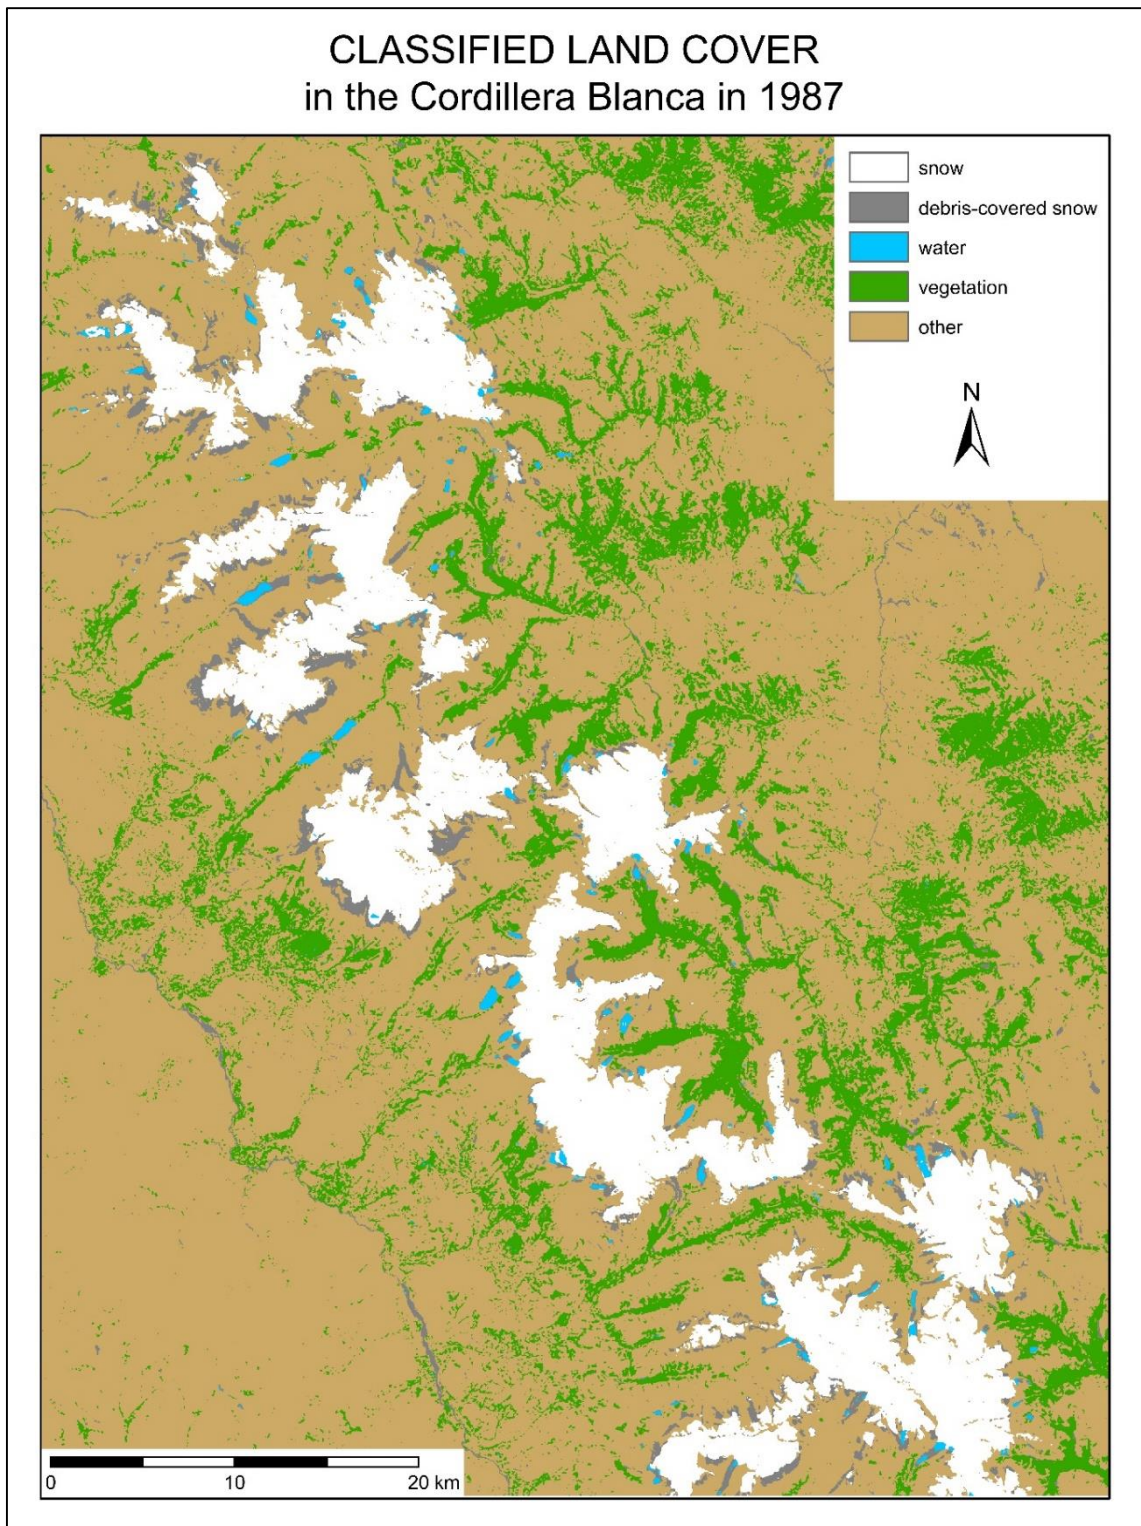 CLASSIFIED LAND COVER
in the Cordillera Blanca in 1987
snow
debris-covered snow
water
vegetation
other
N
0 10 20 km